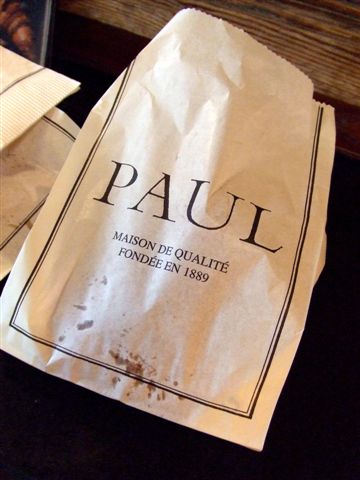 PAUL
MAISON DE QUALITÉ
FONDÉE EN 1889